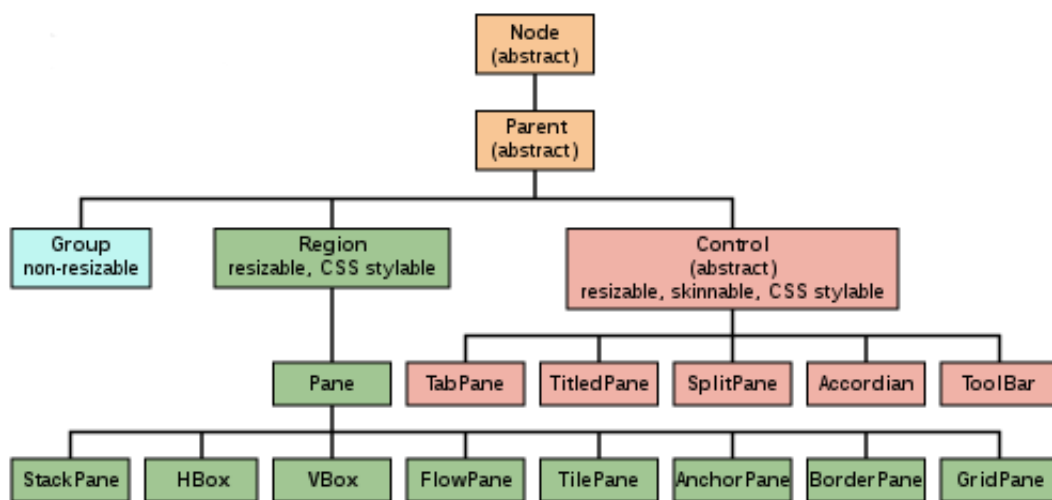 Node
(abstract)
Parent
(abstract)
Group
non-resizable
Region
resizable, CSS stylable
Control
(abstract)
resizable, skinnable, CSS stylable
Pane
TabPane
TitledPane
SplitPane
Accordian
ToolBar
StackPane
HBox
VBox
FlowPane
TilePane
AnchorPane
BorderPane
GridPane